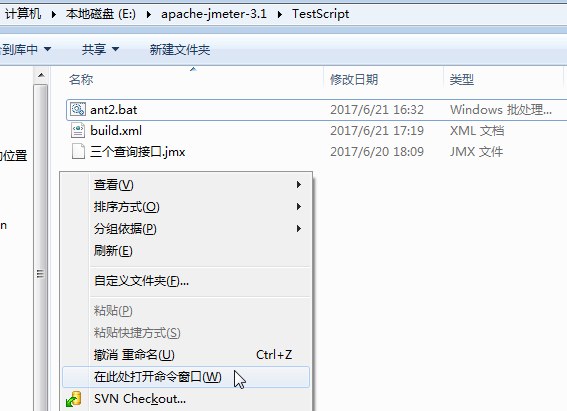 计算机 ▸ 本地磁盘 (E:) ▸ apache-jmeter-3.1 ▸ TestScript
到库中 ▼ 共享 ▼ 新建文件夹
名称 修改日期 类型
ant2.bat 2017/6/21 16:32 Windows 批处理...
build.xml 2017/6/21 17:19 XML 文档
三个查询接口.jmx 2017/6/20 18:09 JMX 文件
的位置
n
查看(V)
排序方式(O)
分组依据(P)
刷新(E)
自定义文件夹(F)...
粘贴(P)
粘贴快捷方式(S)
撤消 重命名(U) Ctrl+Z
在此处打开命令窗口(W)
SVN Checkout...